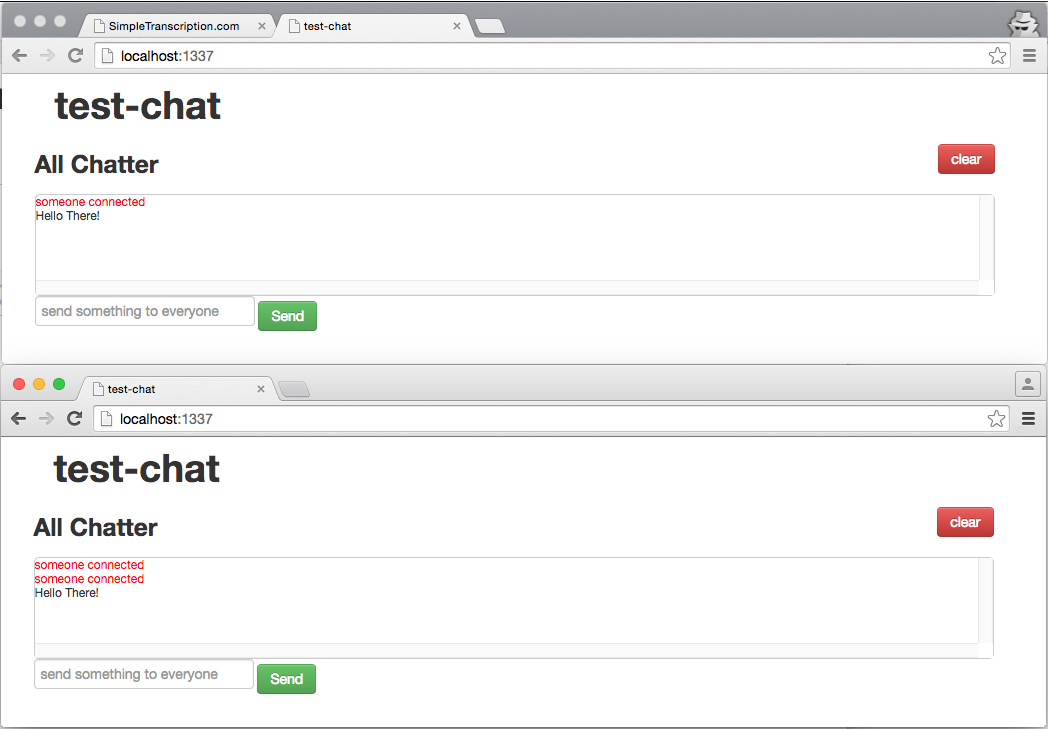 SimpleTranscription.com test-chat
localhost:1337
test-chat
All Chatter
clear
someone connected
Hello There!
send something to everyone Send
test-chat
localhost:1337
test-chat
All Chatter
clear
someone connected
someone connected
Hello There!
send something to everyone Send